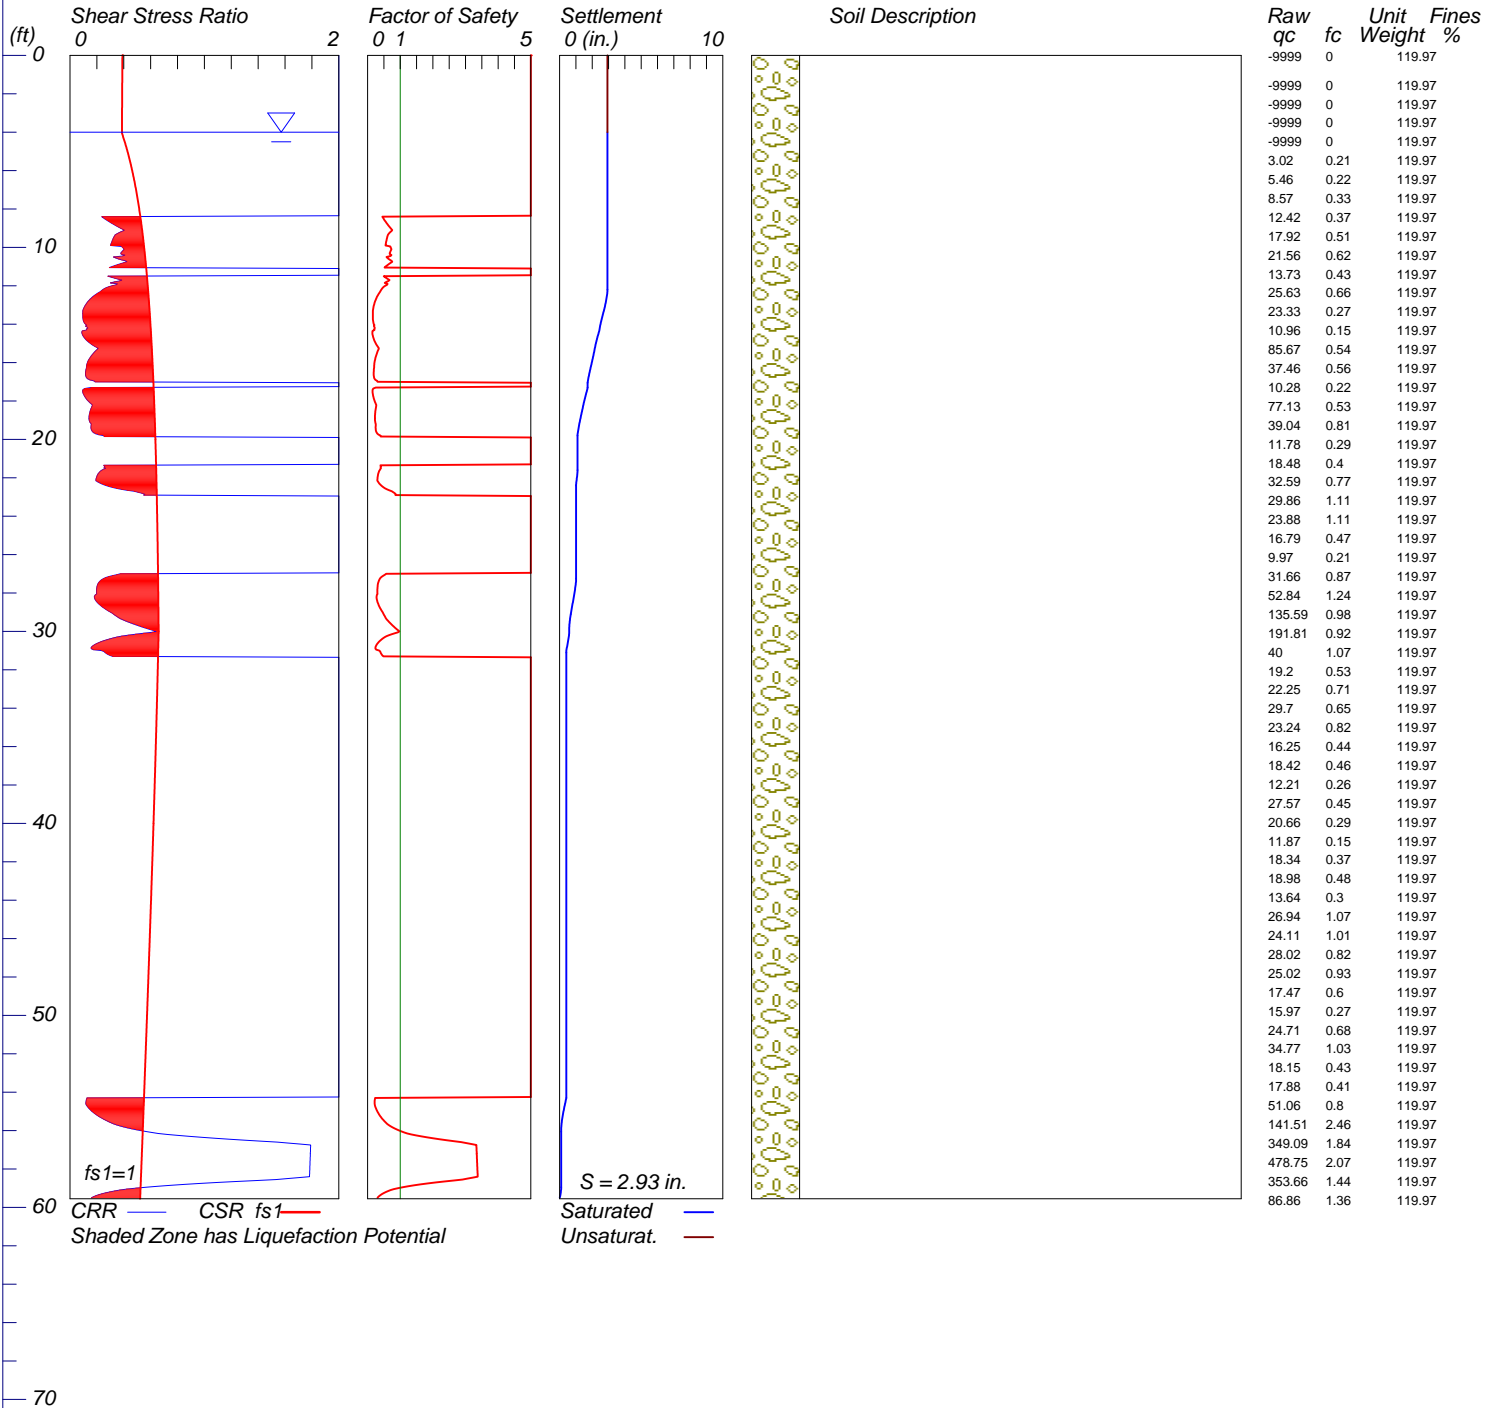 Shear Stress Ratio Factor of Safety Settlement Soil Description Raw Unit Fines
(ft) 0 2 0 1 5 0 (in.) 10 qc fc Weight %
0 -9999 0 119.97
-9999 0 119.97
-9999 0 119.97
-9999 0 119.97
-9999 0 119.97
3.02 0.21 119.97
5.46 0.22 119.97
8.57 0.33 119.97
12.42 0.37 119.97
17.92 0.51 119.97
10 21.56 0.62 119.97
13.73 0.43 119.97
25.63 0.66 119.97
23.33 0.27 119.97
10.96 0.15 119.97
85.67 0.54 119.97
37.46 0.56 119.97
10.28 0.22 119.97
77.13 0.53 119.97
39.04 0.81 119.97
20 11.78 0.29 119.97
18.48 0.4 119.97
32.59 0.77 119.97
29.86 1.11 119.97
23.88 1.11 119.97
16.79 0.47 119.97
9.97 0.21 119.97
31.66 0.87 119.97
52.84 1.24 119.97
135.59 0.98 119.97
30 191.81 0.92 119.97
40 1.07 119.97
19.2 0.53 119.97
22.25 0.71 119.97
29.7 0.65 119.97
23.24 0.82 119.97
16.25 0.44 119.97
18.42 0.46 119.97
12.21 0.26 119.97
27.57 0.45 119.97
40 20.66 0.29 119.97
11.87 0.15 119.97
18.34 0.37 119.97
18.98 0.48 119.97
13.64 0.3 119.97
26.94 1.07 119.97
24.11 1.01 119.97
28.02 0.82 119.97
25.02 0.93 119.97
17.47 0.6 119.97
50 15.97 0.27 119.97
24.71 0.68 119.97
34.77 1.03 119.97
18.15 0.43 119.97
17.88 0.41 119.97
51.06 0.8 119.97
141.51 2.46 119.97
349.09 1.84 119.97
478.75 2.07 119.97
fs1=1 S = 2.93 in. 353.66 1.44 119.97
60 86.86 1.36 119.97
CRR CSR fs1 Saturated
Shaded Zone has Liquefaction Potential Unsaturat.
70